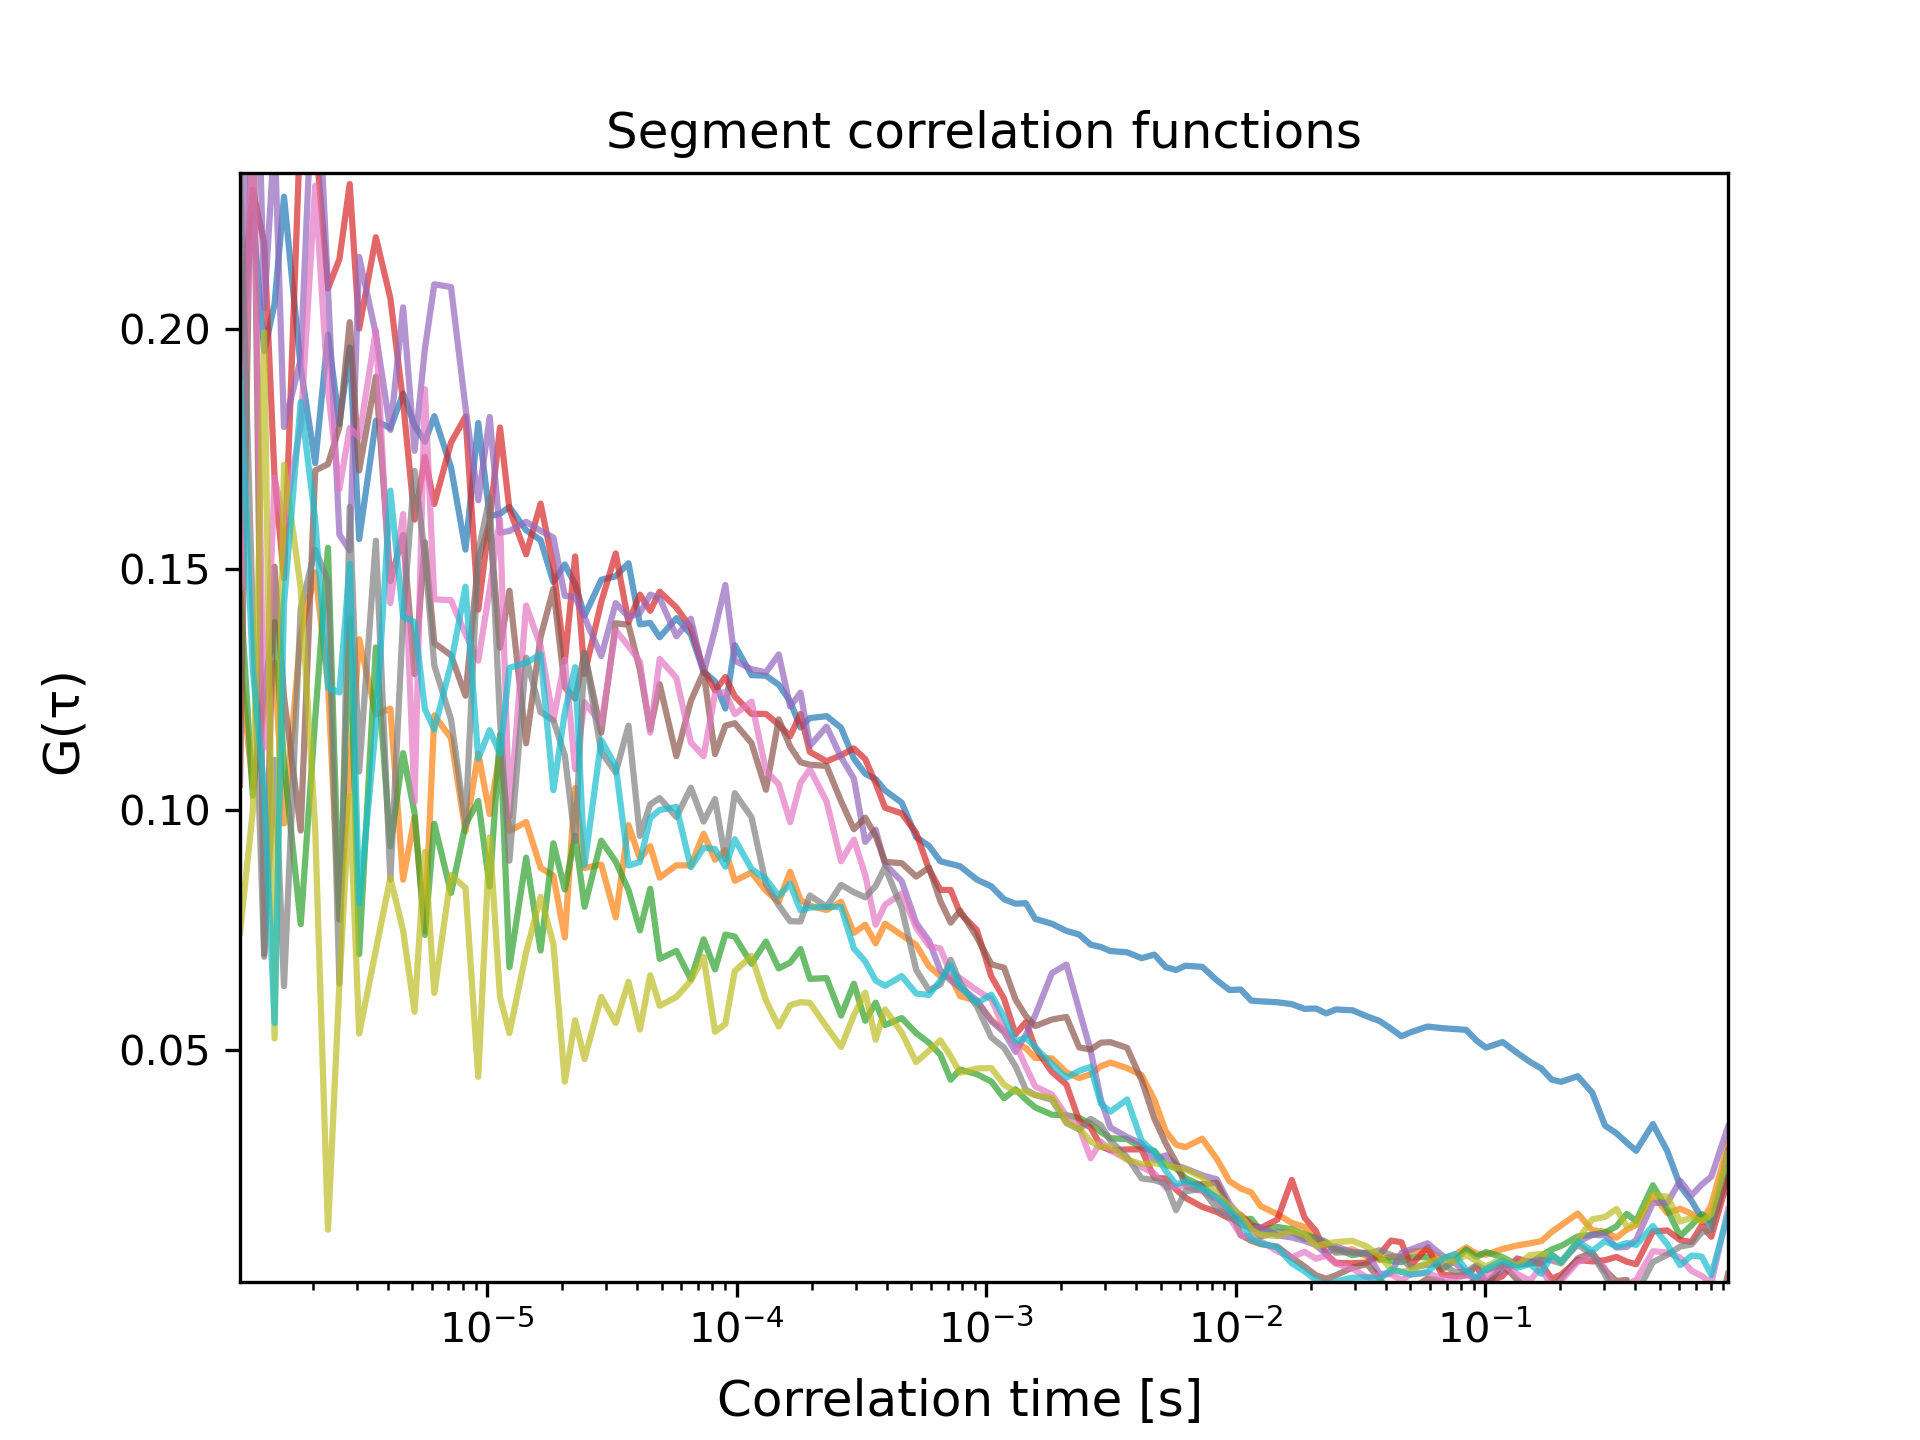 Segment correlation functions
G(τ)
0.20
0.15
0.10
0.05
10⁻⁵ 10⁻⁴ 10⁻³ 10⁻² 10⁻¹
Correlation time [s]